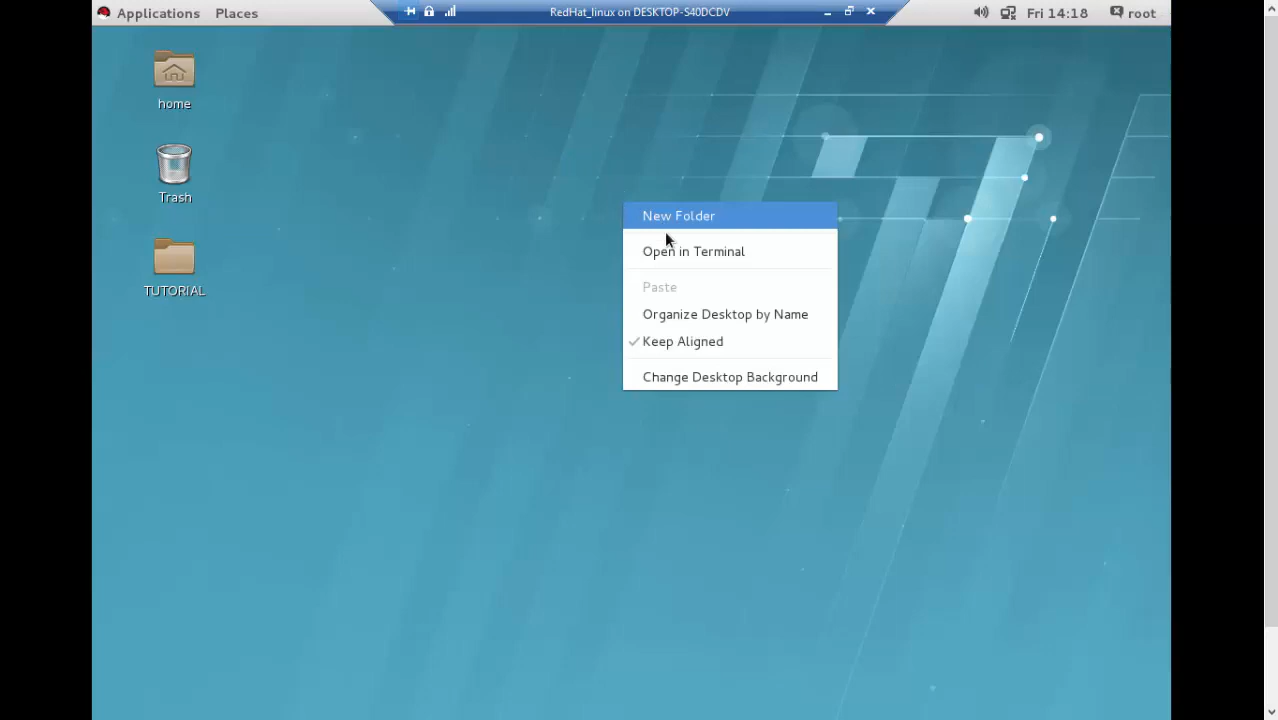 Applications Places RedHat_linux on DESKTOP-S40DCDV Fri 14:18 root
home
Trash
TUTORIAL
New Folder
Open in Terminal
Paste
Organize Desktop by Name
Keep Aligned
Change Desktop Background